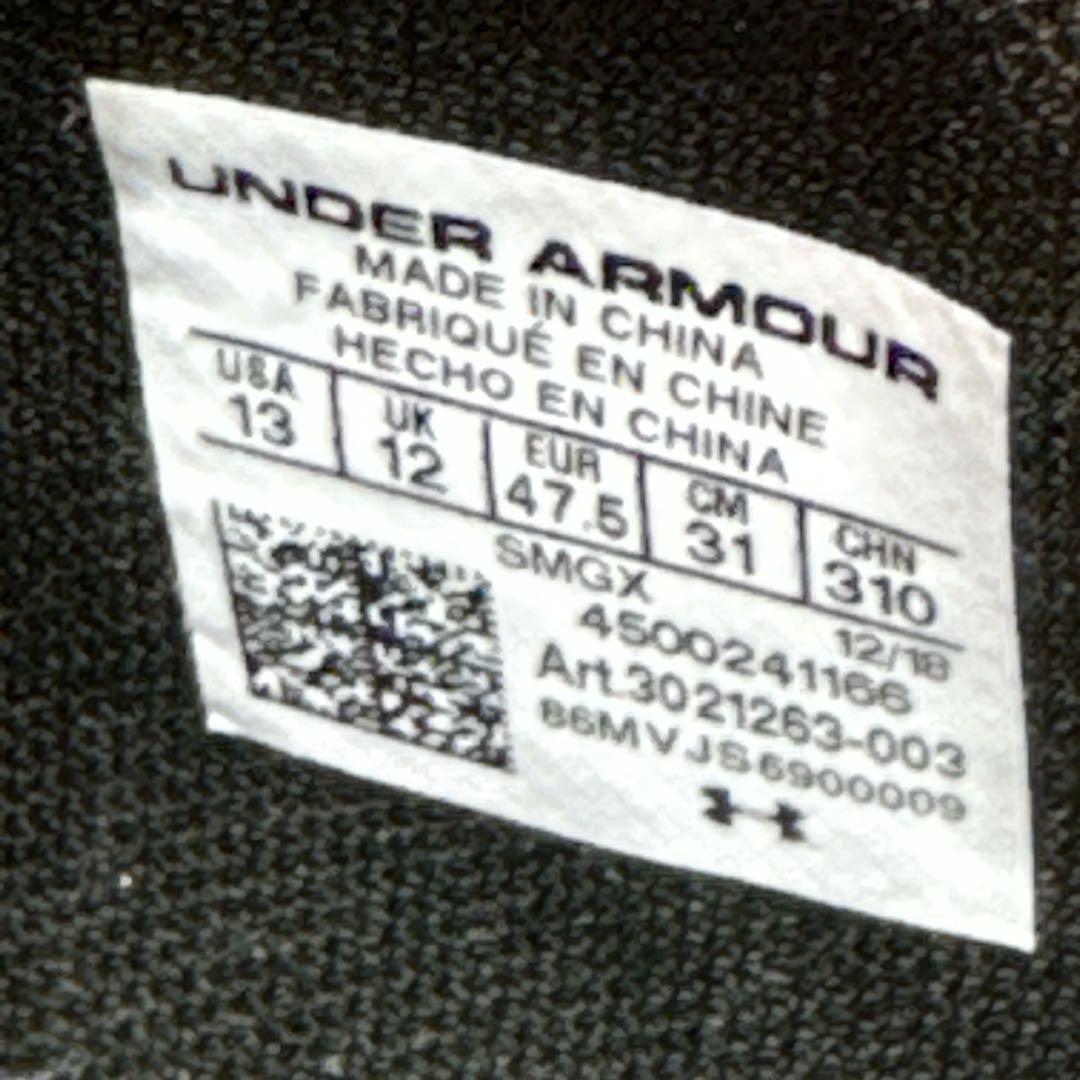 UNDER ARMOUR
MADE IN CHINA
FABRIQUÉ EN CHINE
HECHO EN CHINA
USA UK EUR CM CHN
13 12 47.5 31 310
SMGX 12/18
4500241166
Art.3021263-003
86MVJS6900009